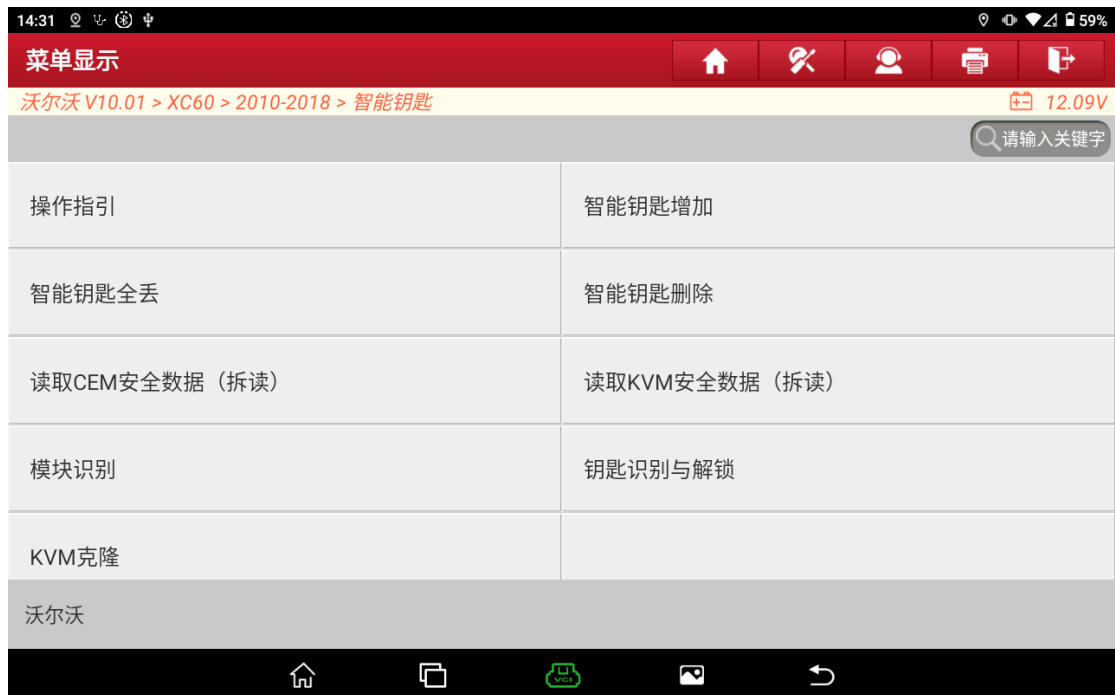 14:31 59%
菜单显示
沃尔沃 V10.01 > XC60 > 2010-2018 > 智能钥匙 12.09V
请输入关键字
操作指引 智能钥匙增加
智能钥匙全丢 智能钥匙删除
读取CEM安全数据（拆读） 读取KVM安全数据（拆读）
模块识别 钥匙识别与解锁
KVM克隆
沃尔沃
VCI